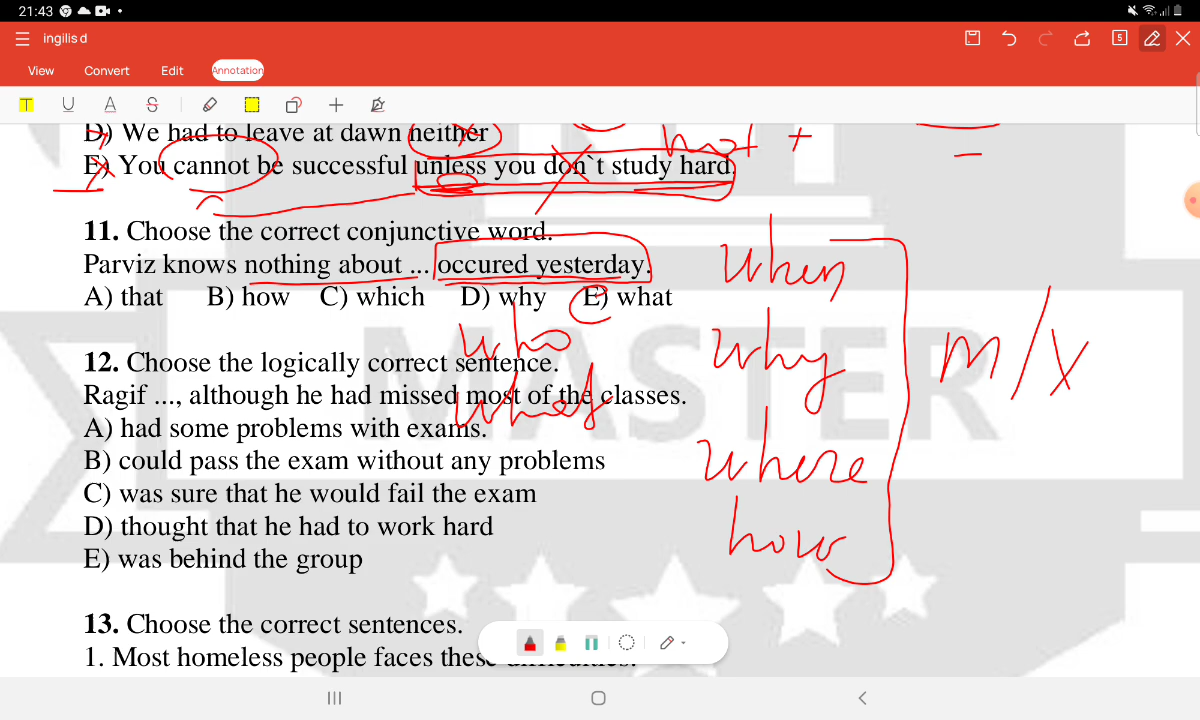 21:43
ingilis d
View Convert Edit Annotation
T U A S
5
D) We had to leave at dawn neither
not +
E) You cannot be successful unless you don`t study hard.
11. Choose the correct conjunctive word.
Parviz knows nothing about ... occured yesterday.
A) that B) how C) which D) why E) what
when
who
why
m/x
what
where
how
12. Choose the logically correct sentence.
Ragif ..., although he had missed most of the classes.
A) had some problems with exams.
B) could pass the exam without any problems
C) was sure that he would fail the exam
D) thought that he had to work hard
E) was behind the group
MASTER
13. Choose the correct sentences.
1. Most homeless people faces these difficulties.